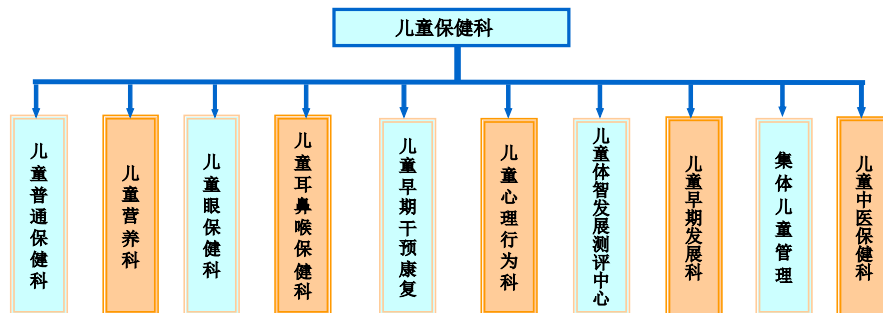 儿童保健科
儿童普通保健科
儿童营养科
儿童眼保健科
儿童耳鼻喉保健科
儿童早期干预康复
儿童心理行为科
儿童体智发展测评中心
儿童早期发展科
集体儿童管理
儿童中医保健科